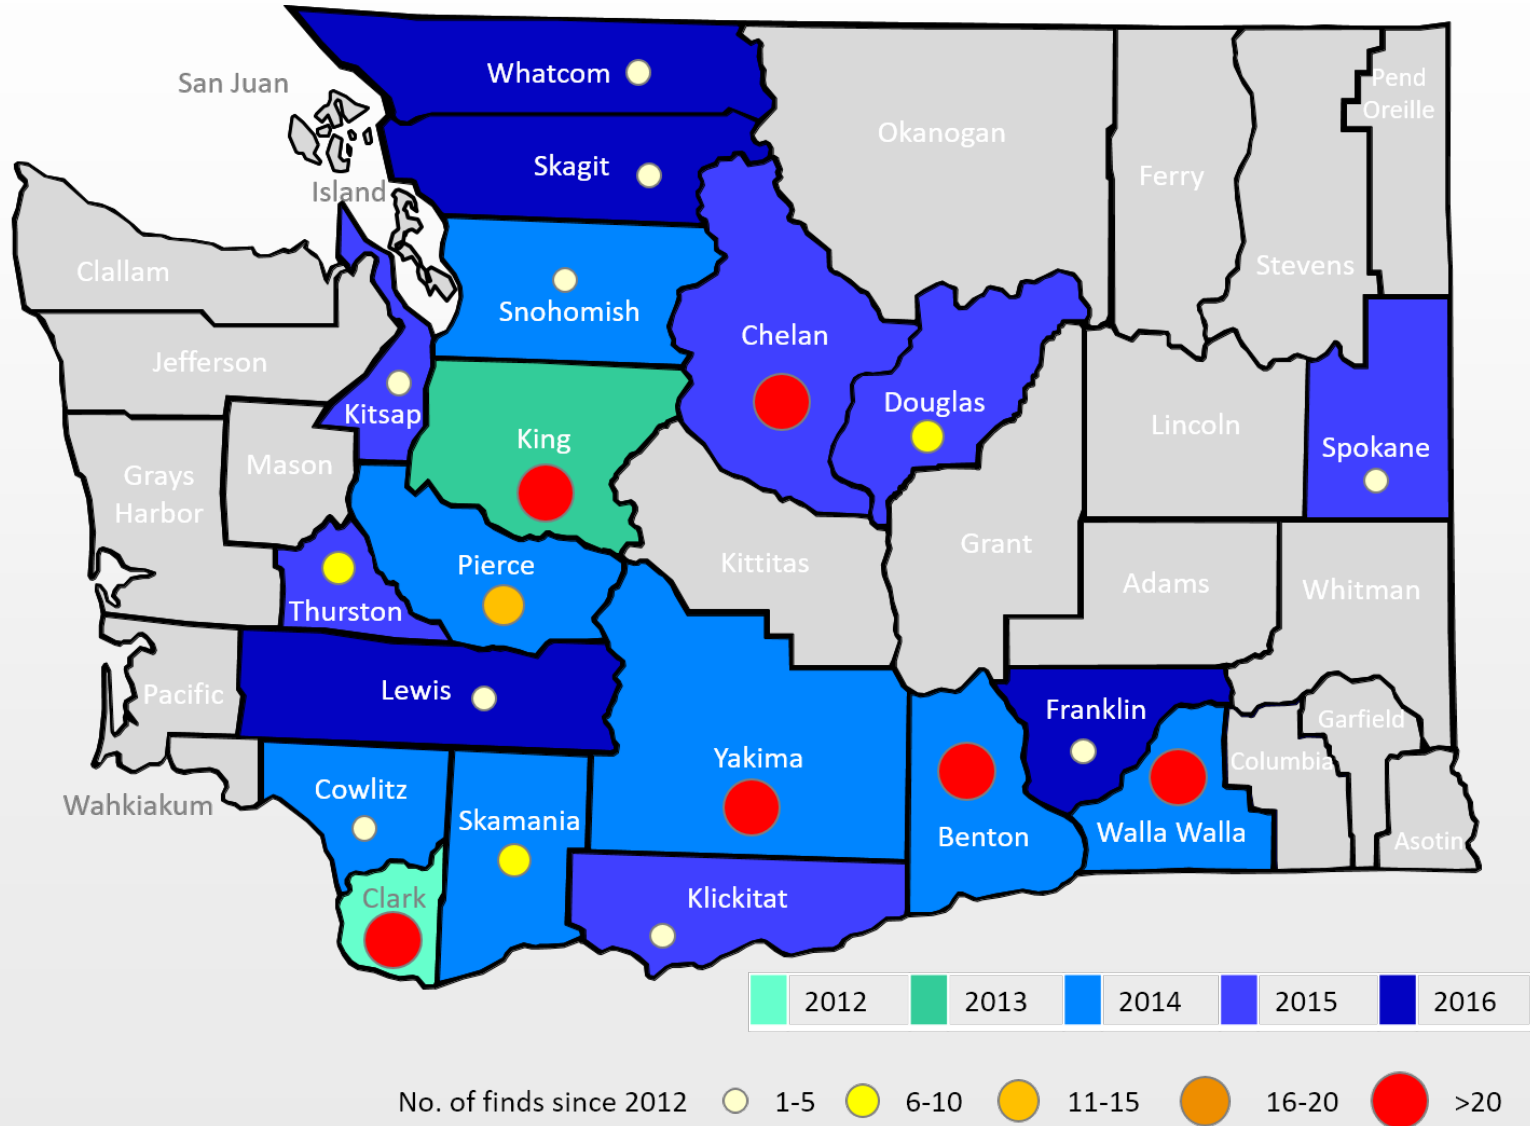 Whatcom
San Juan
Pend
Oreille
Okanogan
Skagit
Ferry
Island
Clallam
Stevens
Snohomish
Chelan
Jefferson
Douglas
Kitsap
Lincoln
King
Spokane
Mason
Grays
Harbor
Grant
Kittitas
Pierce
Adams
Whitman
Thurston
Lewis
Pacific
Franklin
Garfield
Yakima
Columbia
Cowlitz
Wahkiakum
Skamania
Benton
Walla Walla
Asotin
Clark
Klickitat
2012 2013 2014 2015 2016
No. of finds since 2012 1-5 6-10 11-15 16-20 >20